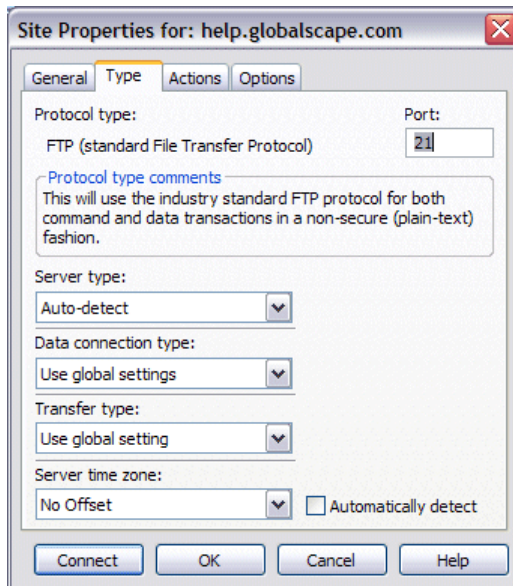 Site Properties for: help.globalscape.com
General Type Actions Options
Protocol type: Port:
FTP (standard File Transfer Protocol) 21
Protocol type comments
This will use the industry standard FTP protocol for both
command and data transactions in a non-secure (plain-text)
fashion.
Server type:
Auto-detect
Data connection type:
Use global settings
Transfer type:
Use global setting
Server time zone:
No Offset Automatically detect
Connect OK Cancel Help